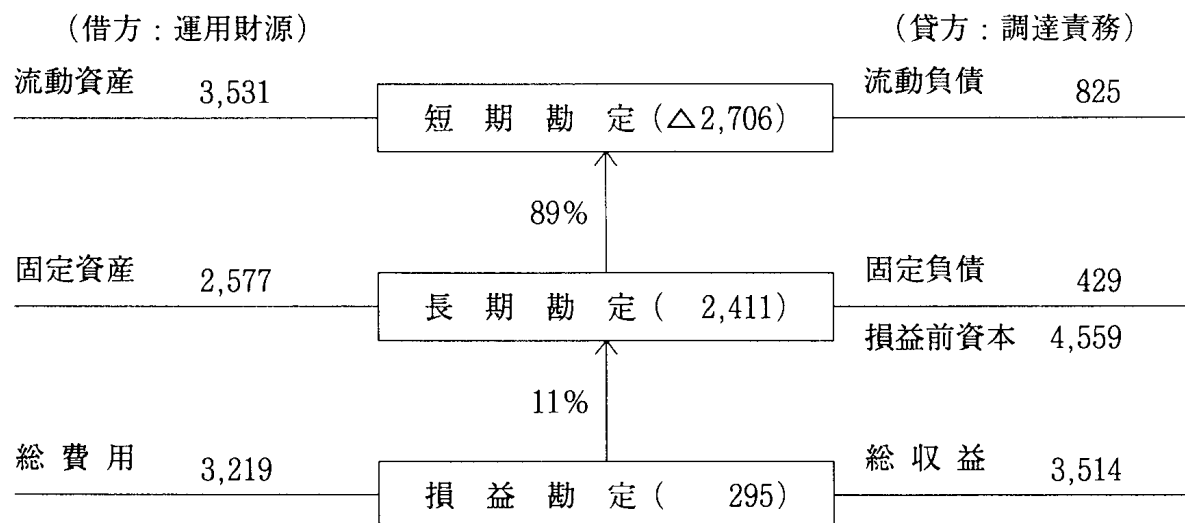 （借方：運用財源）　（貸方：調達責務）
流動資産　3,531　流動負債　825
短期勘定（△2,706）
89%
固定資産　2,577　固定負債　429
長期勘定（　2,411）
損益前資本　4,559
11%
総費用　3,219　総収益　3,514
損益勘定（　295）